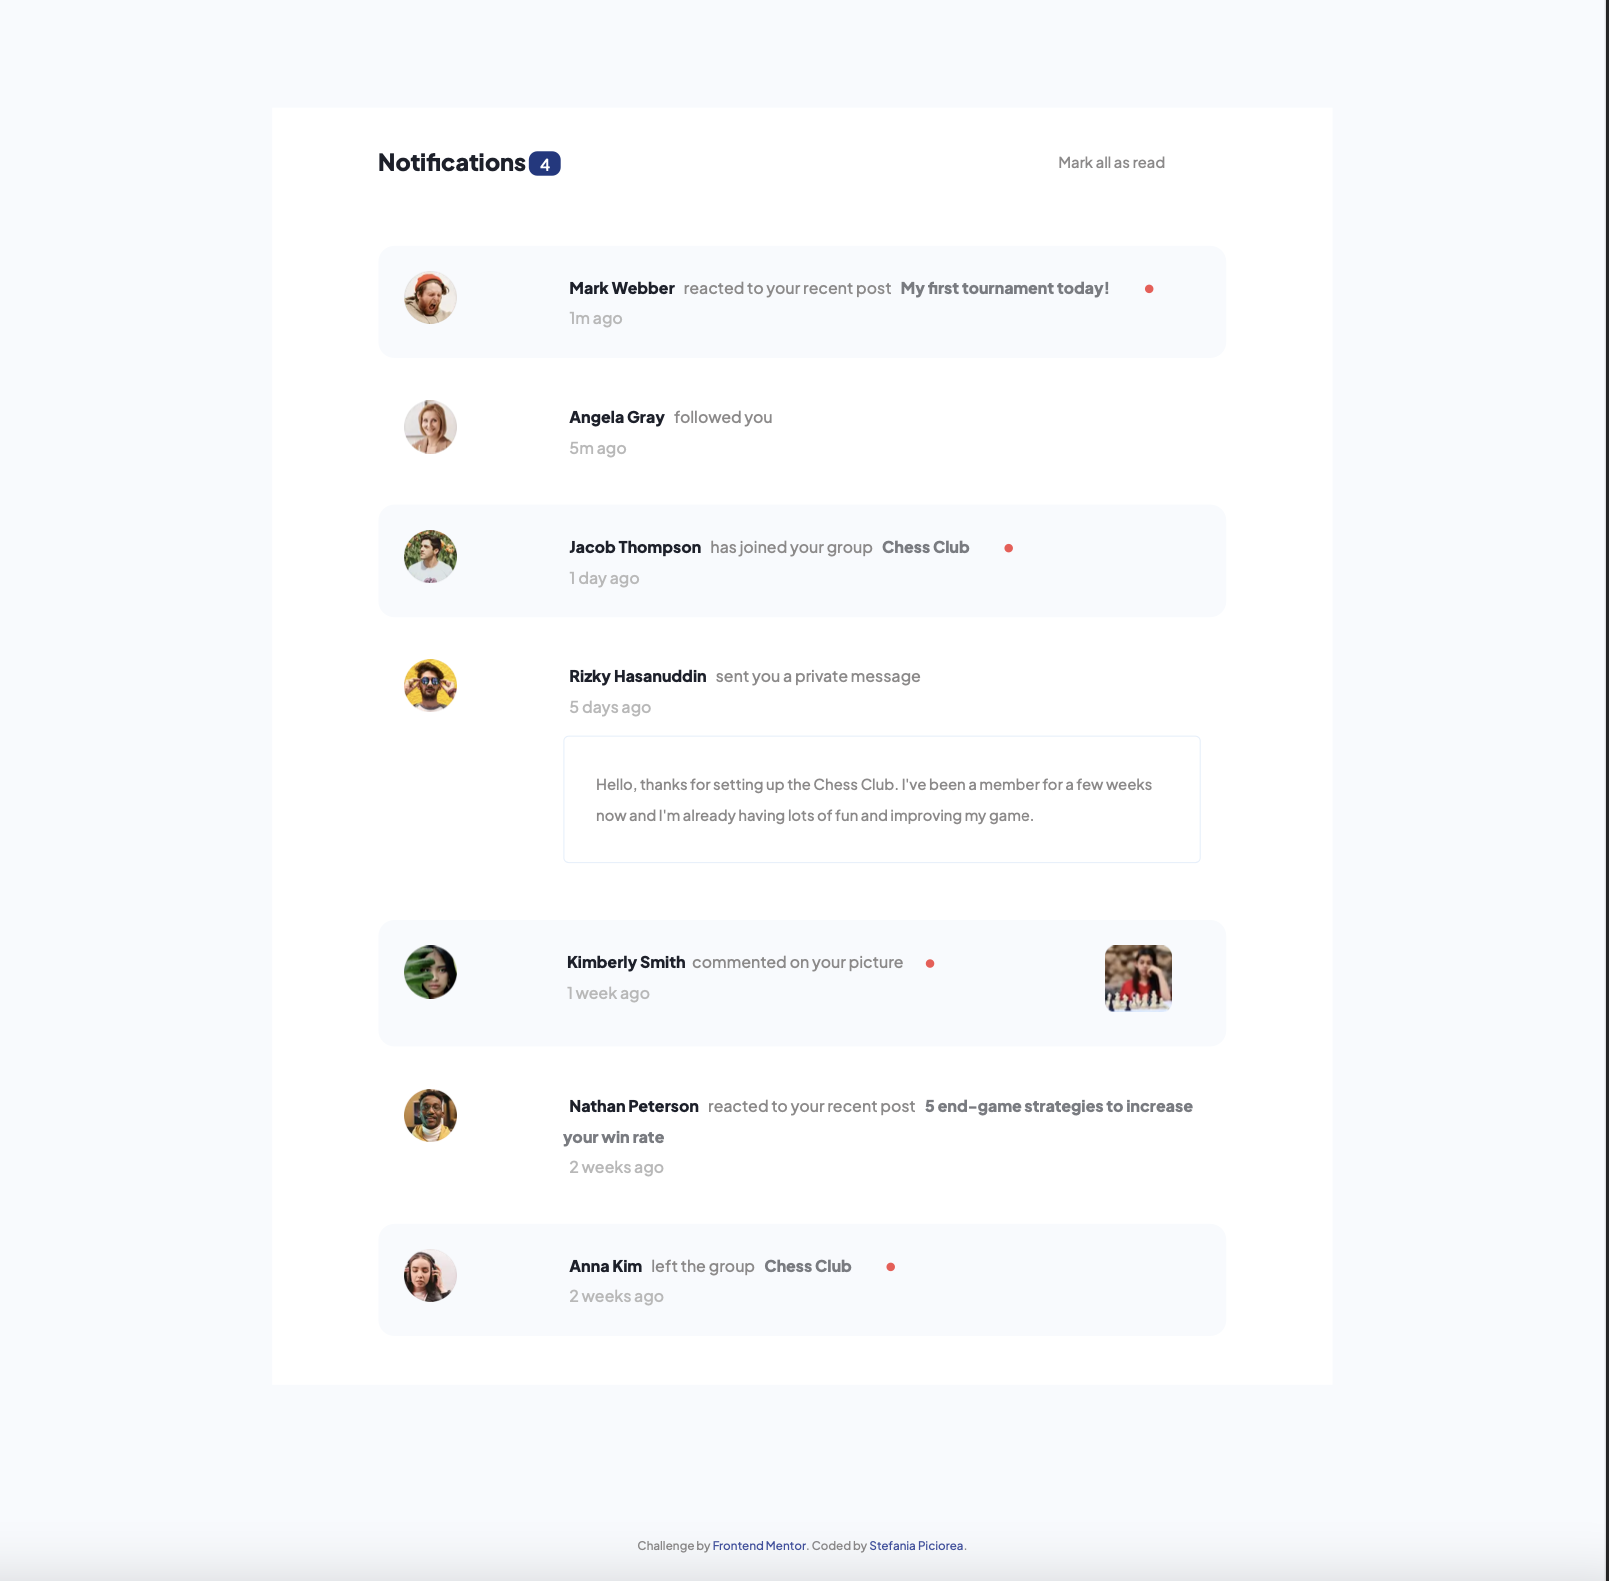 Notifications 4
Mark all as read
Mark Webber reacted to your recent post My first tournament today!
1m ago
Angela Gray followed you
5m ago
Jacob Thompson has joined your group Chess Club
1 day ago
Rizky Hasanuddin sent you a private message
5 days ago
Hello, thanks for setting up the Chess Club. I've been a member for a few weeks
now and I'm already having lots of fun and improving my game.
Kimberly Smith commented on your picture
1 week ago
Nathan Peterson reacted to your recent post 5 end-game strategies to increase
your win rate
2 weeks ago
Anna Kim left the group Chess Club
2 weeks ago
Challenge by Frontend Mentor. Coded by Stefania Piciorea.